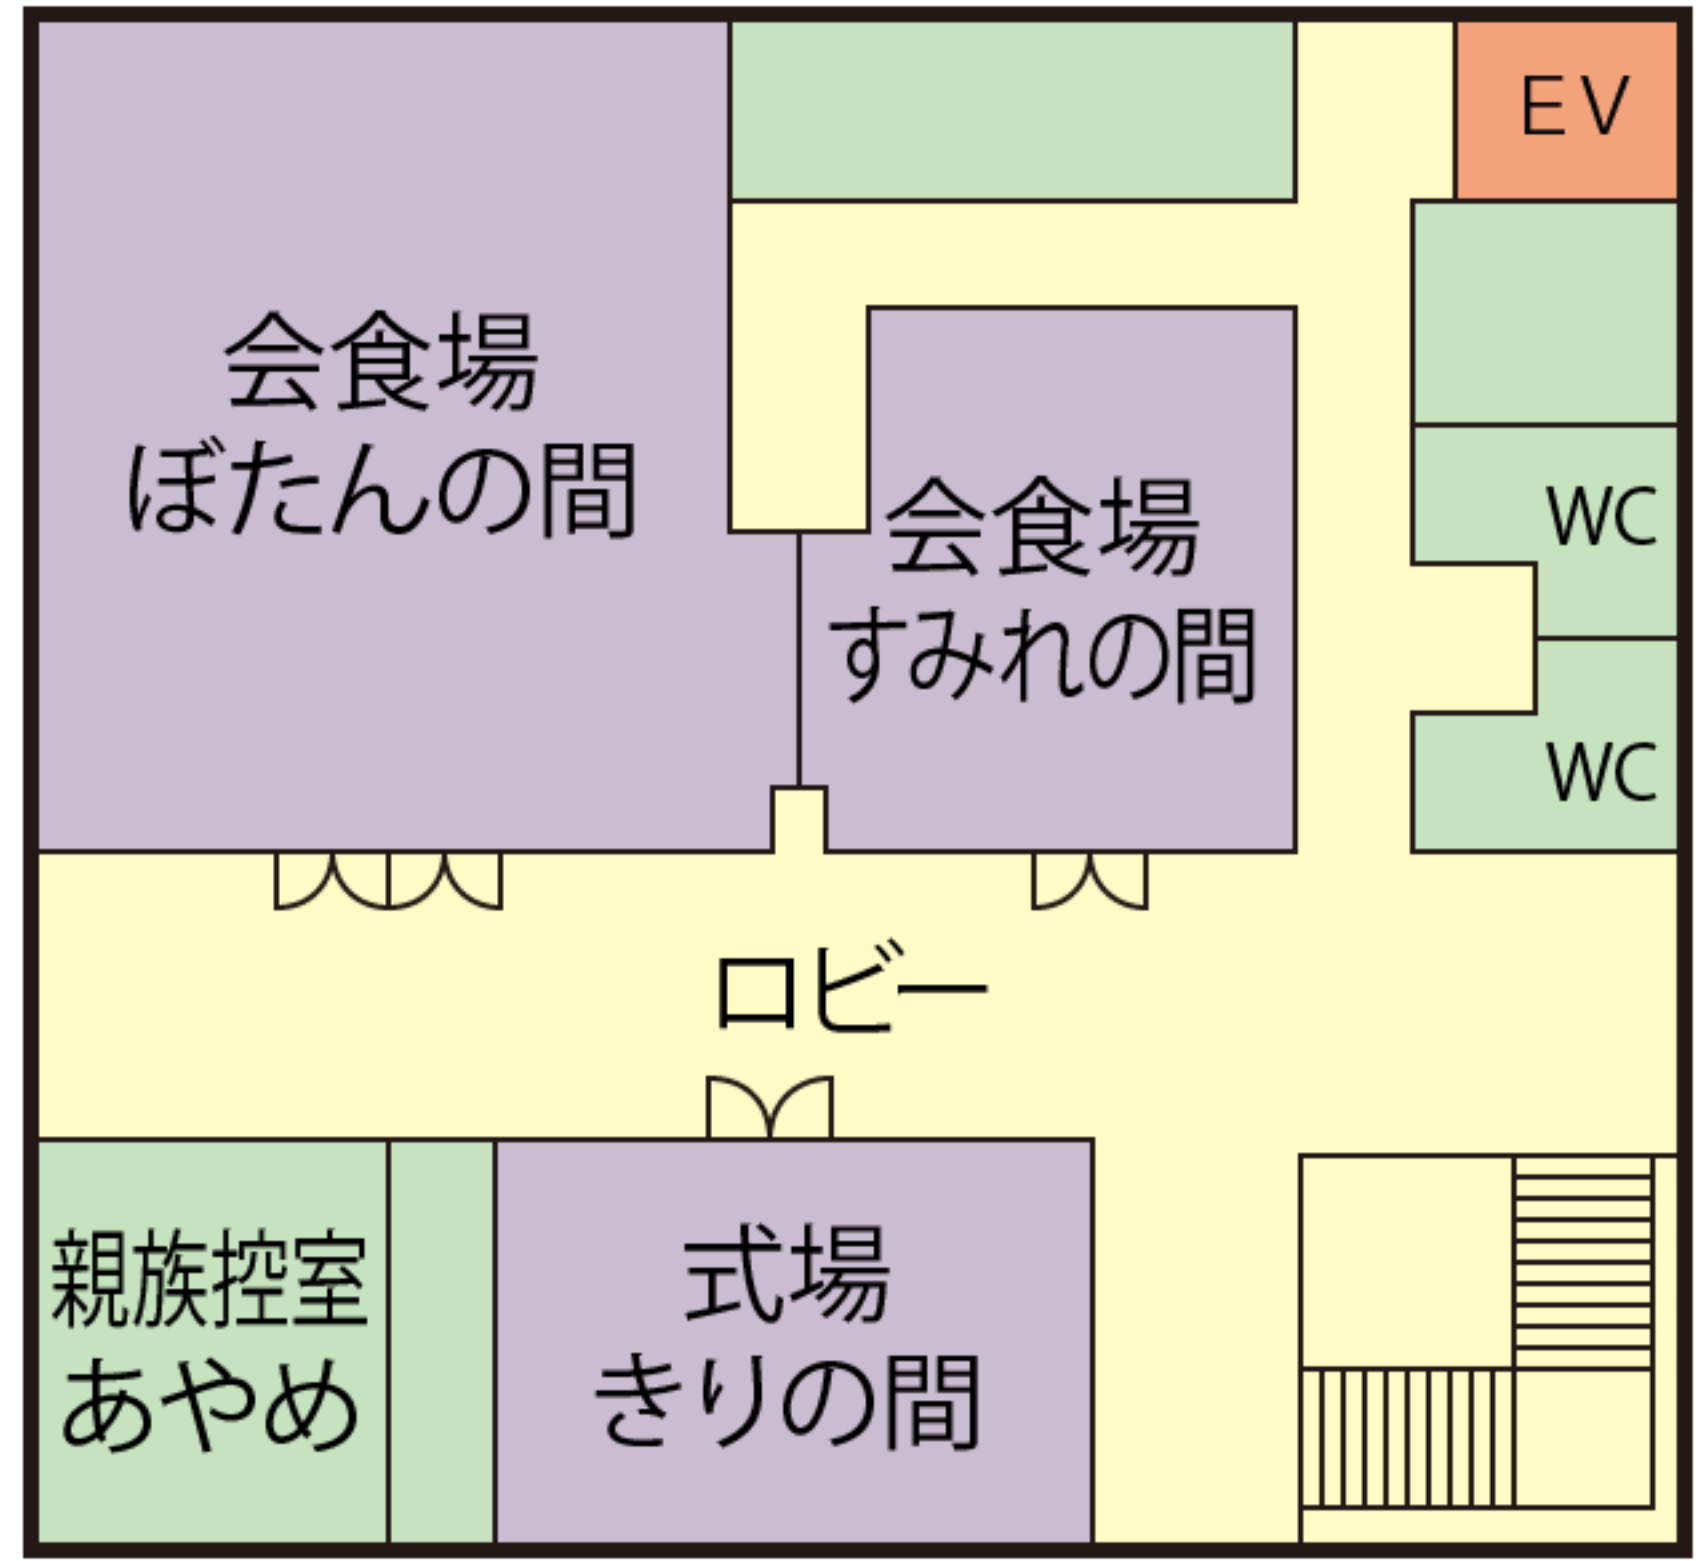 EV
会食場
ぼたんの間
会食場
すみれの間
WC
WC
ロビー
親族控室
あやめ
式場
きりの間